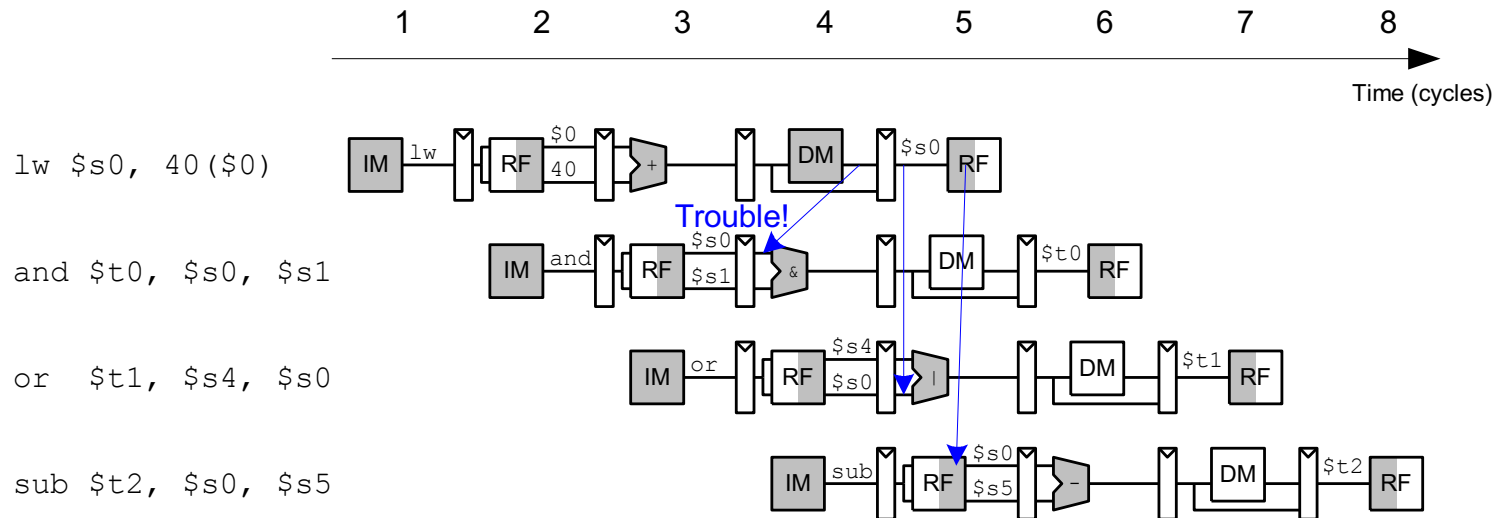 1 2 3 4 5 6 7 8
Time (cycles)
lw $s0, 40($0) IM lw RF $0 40 + DM $s0 RF
Trouble!
and $t0, $s0, $s1 IM and RF $s0 $s1 & DM $t0 RF
or $t1, $s4, $s0 IM or RF $s4 $s0 | DM $t1 RF
sub $t2, $s0, $s5 IM sub RF $s0 $s5 - DM $t2 RF